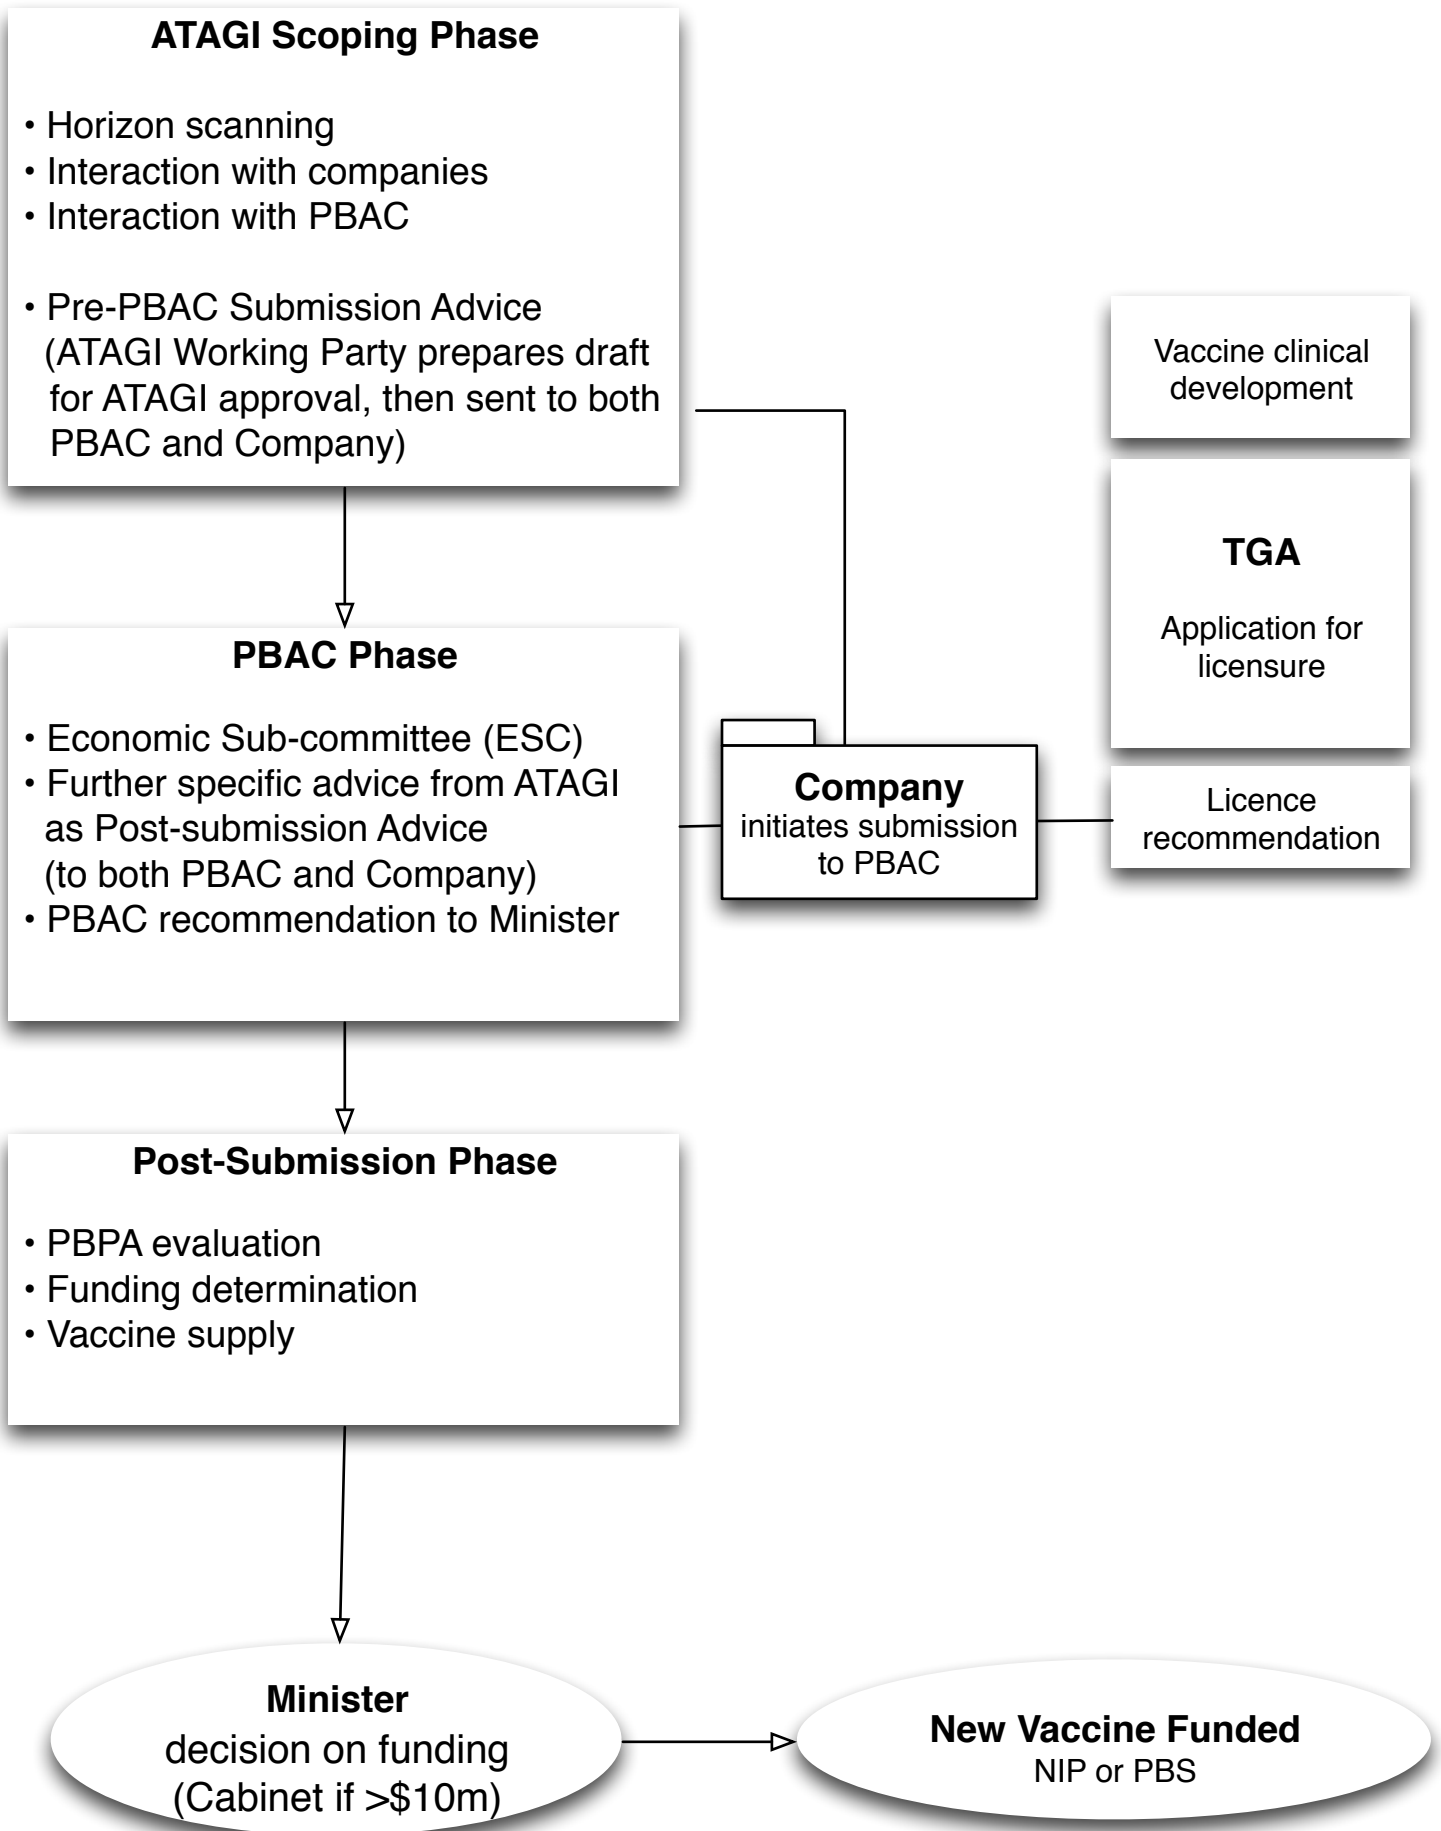 ATAGI Scoping Phase
• Horizon scanning
• Interaction with companies
• Interaction with PBAC
• Pre-PBAC Submission Advice
(ATAGI Working Party prepares draft
for ATAGI approval, then sent to both
PBAC and Company)
Vaccine clinical
development
TGA
Application for
licensure
Licence
recommendation
Company
initiates submission
to PBAC
PBAC Phase
• Economic Sub-committee (ESC)
• Further specific advice from ATAGI
as Post-submission Advice
(to both PBAC and Company)
• PBAC recommendation to Minister
Post-Submission Phase
• PBPA evaluation
• Funding determination
• Vaccine supply
Minister
decision on funding
(Cabinet if >$10m)
New Vaccine Funded
NIP or PBS